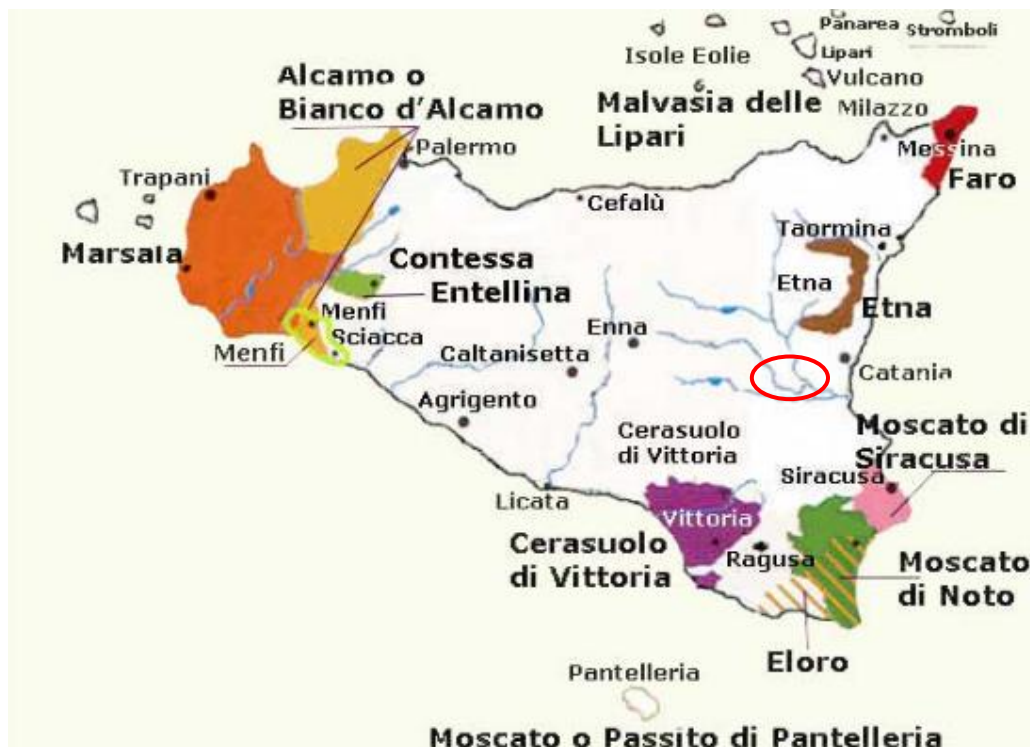 Panarea
Stromboli
Isole Eolie
Lipari
Alcamo o
Bianco d'Alcamo
Vulcano
Malvasia delle
Lipari
Milazzo
Palermo
Messina
Trapani
Faro
Cefalù
Taormina
Marsala
Contessa
Entellina
Etna
Etna
Menfi
Sciacca
Menfi
Enna
Caltanisetta
Catania
Agrigento
Moscato di
Siracusa
Cerasuolo
di Vittoria
Siracusa
Licata
Vittoria
Cerasuolo
di Vittoria
Ragusa
Moscato
di Noto
Eloro
Pantelleria
Moscato o Passito di Pantelleria